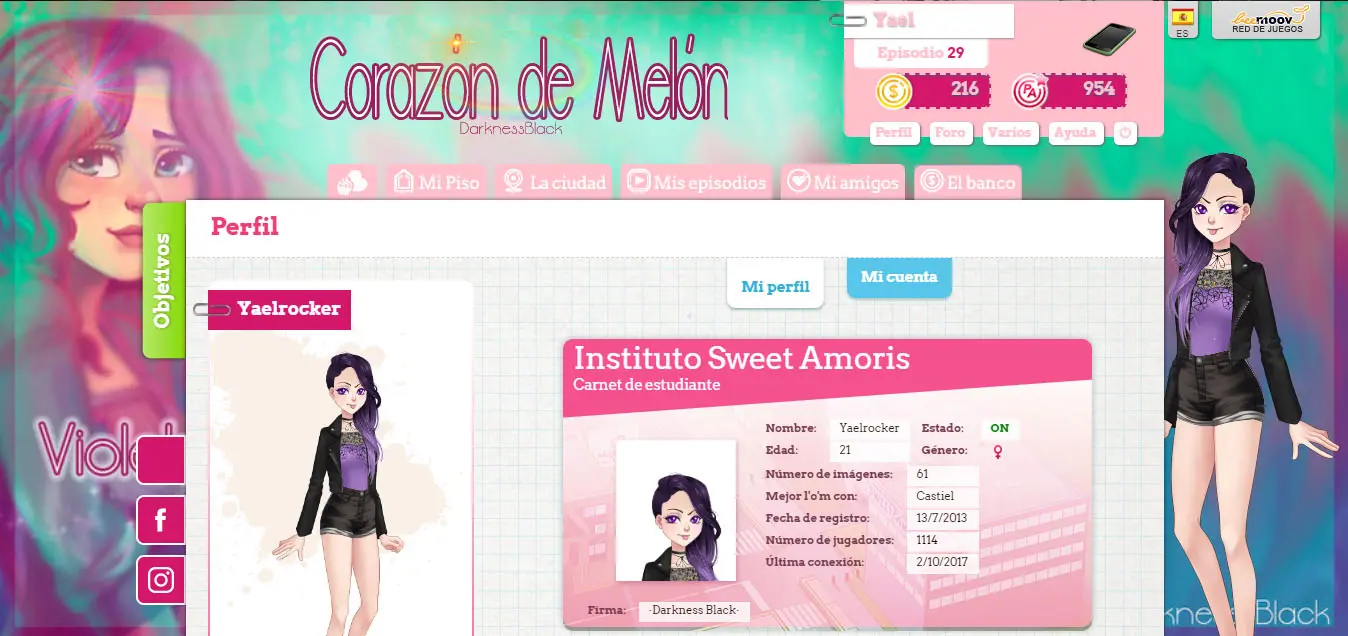 Corazon de Melón
DarknessBlack
Yael
Episodio 29
216
PA
954
Perfil
Foro
Varios
Ayuda
ES
beemoov
RED DE JUEGOS
Mi Piso
La ciudad
Mis episodios
Mi amigos
El banco
Objetivos
Perfil
Mi perfil
Mi cuenta
Yaelrocker
Instituto Sweet Amoris
Carnet de estudiante
Nombre: Yaelrocker Estado: ON
Edad: 21 Género: ♀
Número de imágenes: 61
Mejor l'o'm con: Castiel
Fecha de registro: 13/7/2013
Número de jugadores: 1114
Última conexión: 2/10/2017
Firma: -Darkness Black-
Viole
f
Black